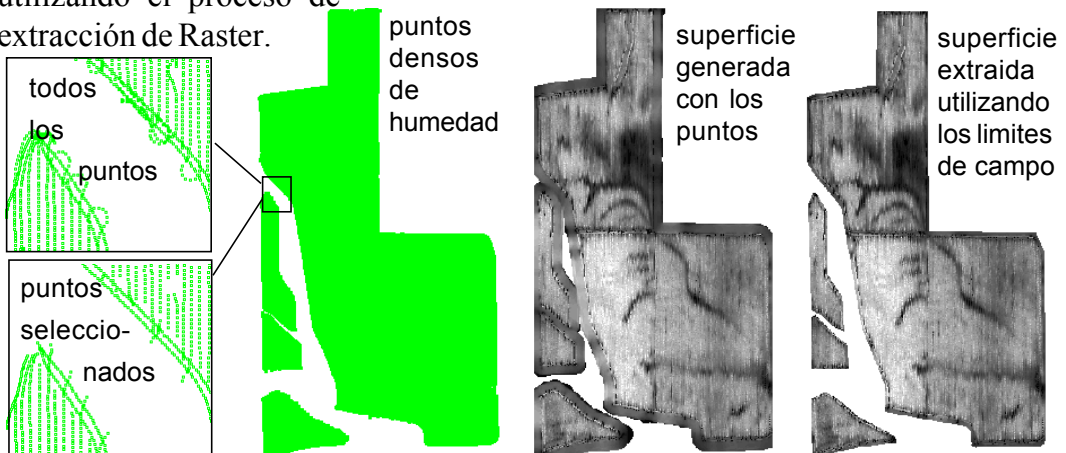 utilizando el proceso de
extracción de Raster.
todos
los
puntos
puntos
seleccio-
nados
puntos
densos
de
humedad
superficie
generada
con los
puntos
superficie
extraida
utilizando
los limites
de campo